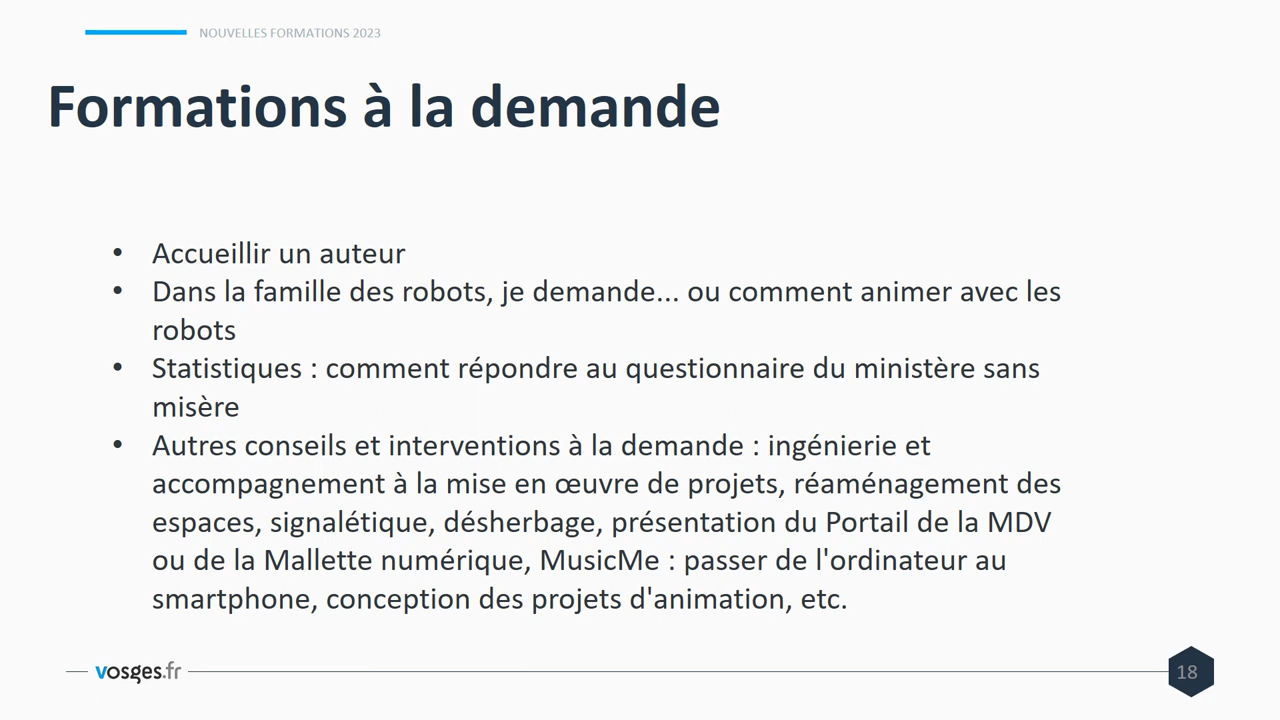 NOUVELLES FORMATIONS 2023
Formations à la demande
• Accueillir un auteur
• Dans la famille des robots, je demande... ou comment animer avec les
robots
• Statistiques : comment répondre au questionnaire du ministère sans
misère
• Autres conseils et interventions à la demande : ingénierie et
accompagnement à la mise en œuvre de projets, réaménagement des
espaces, signalétique, désherbage, présentation du Portail de la MDV
ou de la Mallette numérique, MusicMe : passer de l'ordinateur au
smartphone, conception des projets d'animation, etc.
vosges.fr
18